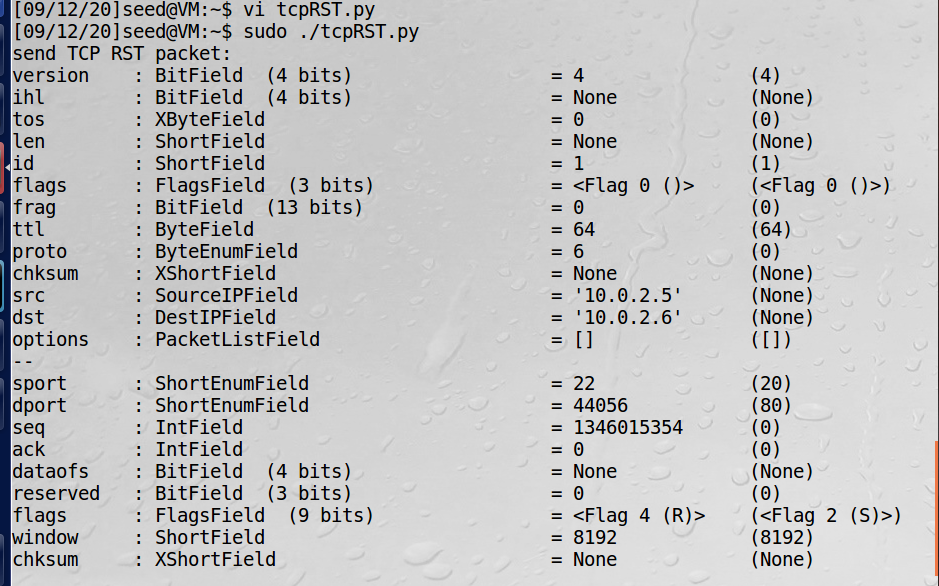 [09/12/20]seed@VM:~$ vi tcpRST.py
[09/12/20]seed@VM:~$ sudo ./tcpRST.py
send TCP RST packet:
version    : BitField  (4 bits)                  = 4               (4)
ihl        : BitField  (4 bits)                  = None            (None)
tos        : XByteField                          = 0               (0)
len        : ShortField                          = None            (None)
id         : ShortField                          = 1               (1)
flags      : FlagsField  (3 bits)                = <Flag 0 ()>     (<Flag 0 ()>)
frag       : BitField  (13 bits)                 = 0               (0)
ttl        : ByteField                           = 64              (64)
proto      : ByteEnumField                       = 6               (0)
chksum     : XShortField                         = None            (None)
src        : SourceIPField                       = '10.0.2.5'      (None)
dst        : DestIPField                         = '10.0.2.6'      (None)
options    : PacketListField                     = []              ([])
--
sport      : ShortEnumField                      = 22              (20)
dport      : ShortEnumField                      = 44056           (80)
seq        : IntField                            = 1346015354      (0)
ack        : IntField                            = 0               (0)
dataofs    : BitField  (4 bits)                  = None            (None)
reserved   : BitField  (3 bits)                  = 0               (0)
flags      : FlagsField  (9 bits)                = <Flag 4 (R)>    (<Flag 2 (S)>)
window     : ShortField                          = 8192            (8192)
chksum     : XShortField                         = None            (None)